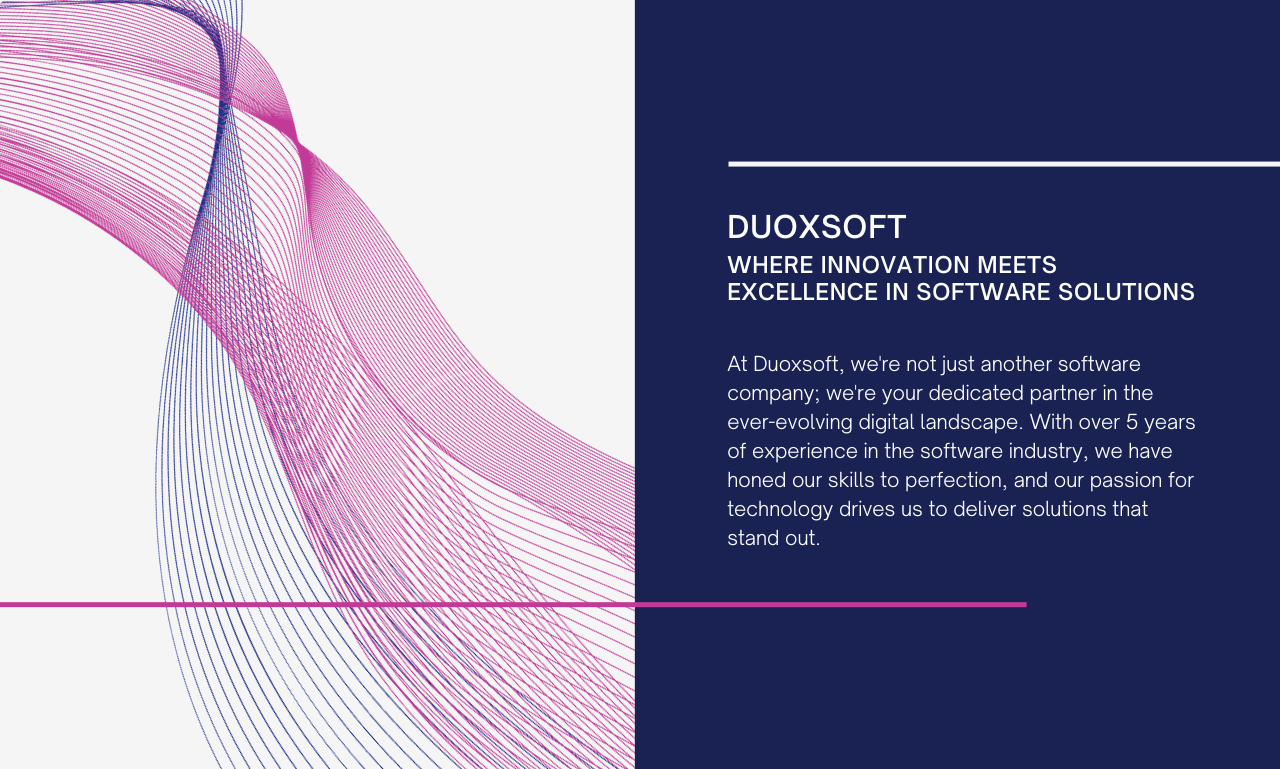 DUOXSOFT
WHERE INNOVATION MEETS
EXCELLENCE IN SOFTWARE SOLUTIONS
At Duoxsoft, we're not just another software
company; we're your dedicated partner in the
ever-evolving digital landscape. With over 5 years
of experience in the software industry, we have
honed our skills to perfection, and our passion for
technology drives us to deliver solutions that
stand out.